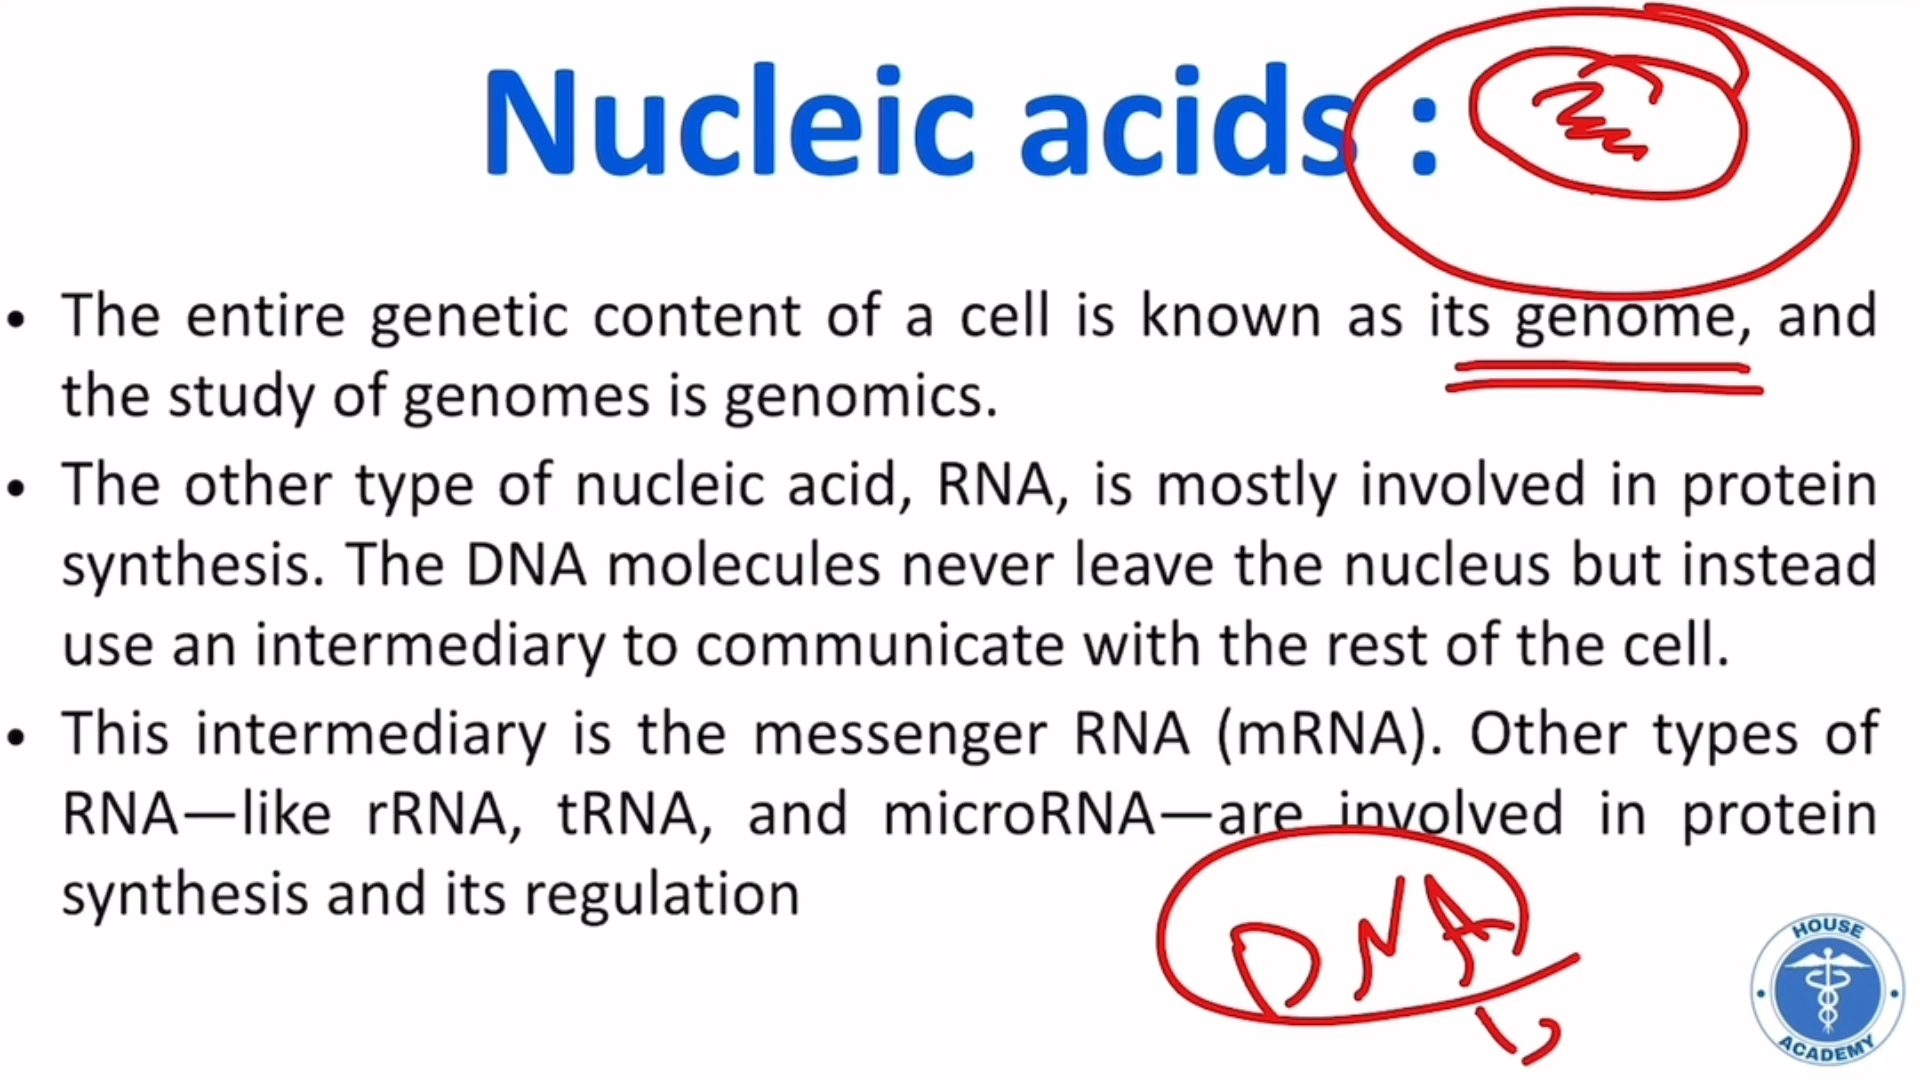 Nucleic acids :
• The entire genetic content of a cell is known as its genome, and
the study of genomes is genomics.
• The other type of nucleic acid, RNA, is mostly involved in protein
synthesis. The DNA molecules never leave the nucleus but instead
use an intermediary to communicate with the rest of the cell.
• This intermediary is the messenger RNA (mRNA). Other types of
RNA—like rRNA, tRNA, and microRNA—are involved in protein
synthesis and its regulation
DNA
HOUSE
ACADEMY